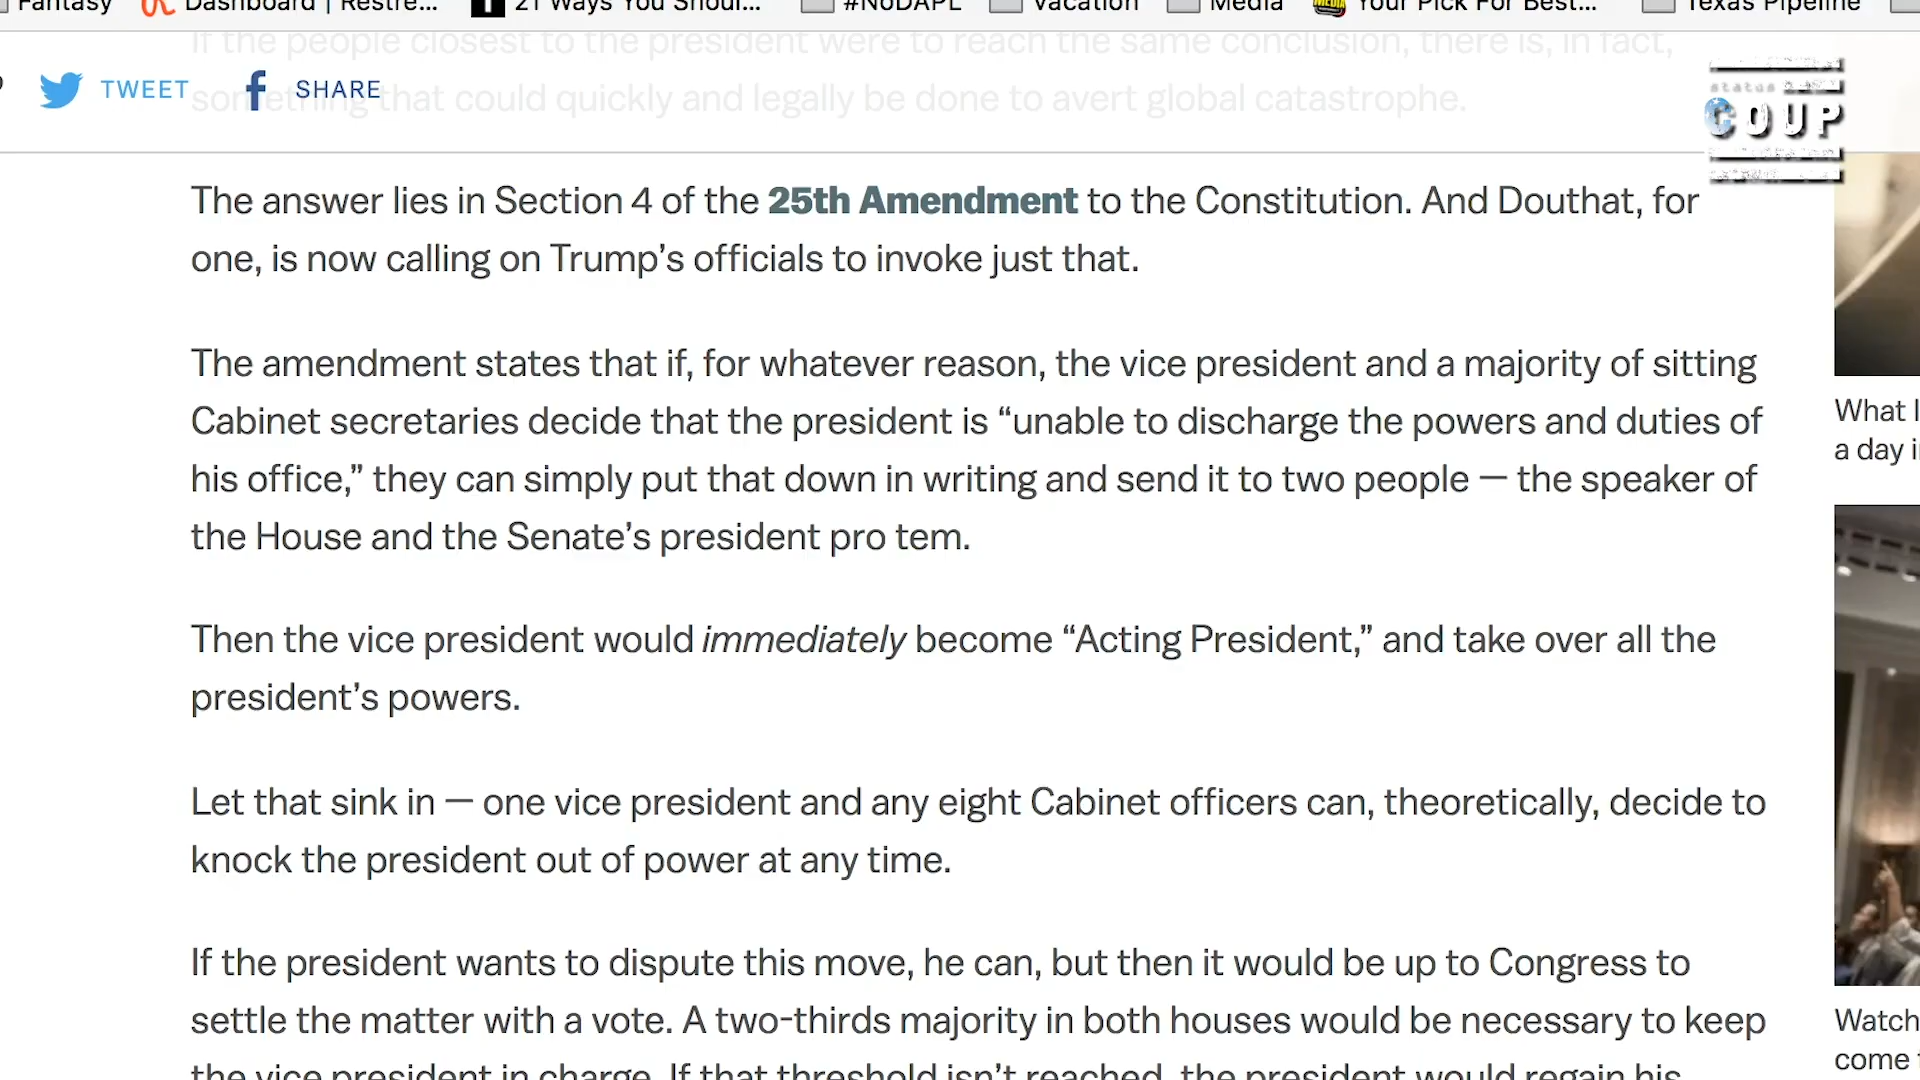 Fantasy
Dashboard | Restre...
21 Ways You Shoul...
#NoDAPL
Vacation
Media
Your Pick For Best...
Texas Pipeline
If the people closest to the president were to reach the same conclusion, there is, in fact,
something that could quickly and legally be done to avert global catastrophe.
TWEET
SHARE
status
COUP
The answer lies in Section 4 of the 25th Amendment to the Constitution. And Douthat, for
one, is now calling on Trump’s officials to invoke just that.
The amendment states that if, for whatever reason, the vice president and a majority of sitting
Cabinet secretaries decide that the president is “unable to discharge the powers and duties of
his office,” they can simply put that down in writing and send it to two people — the speaker of
the House and the Senate’s president pro tem.
Then the vice president would immediately become “Acting President,” and take over all the
president’s powers.
Let that sink in — one vice president and any eight Cabinet officers can, theoretically, decide to
knock the president out of power at any time.
If the president wants to dispute this move, he can, but then it would be up to Congress to
settle the matter with a vote. A two-thirds majority in both houses would be necessary to keep
the vice president in charge. If that threshold isn’t reached, the president would regain his
What
a day
Watch
come